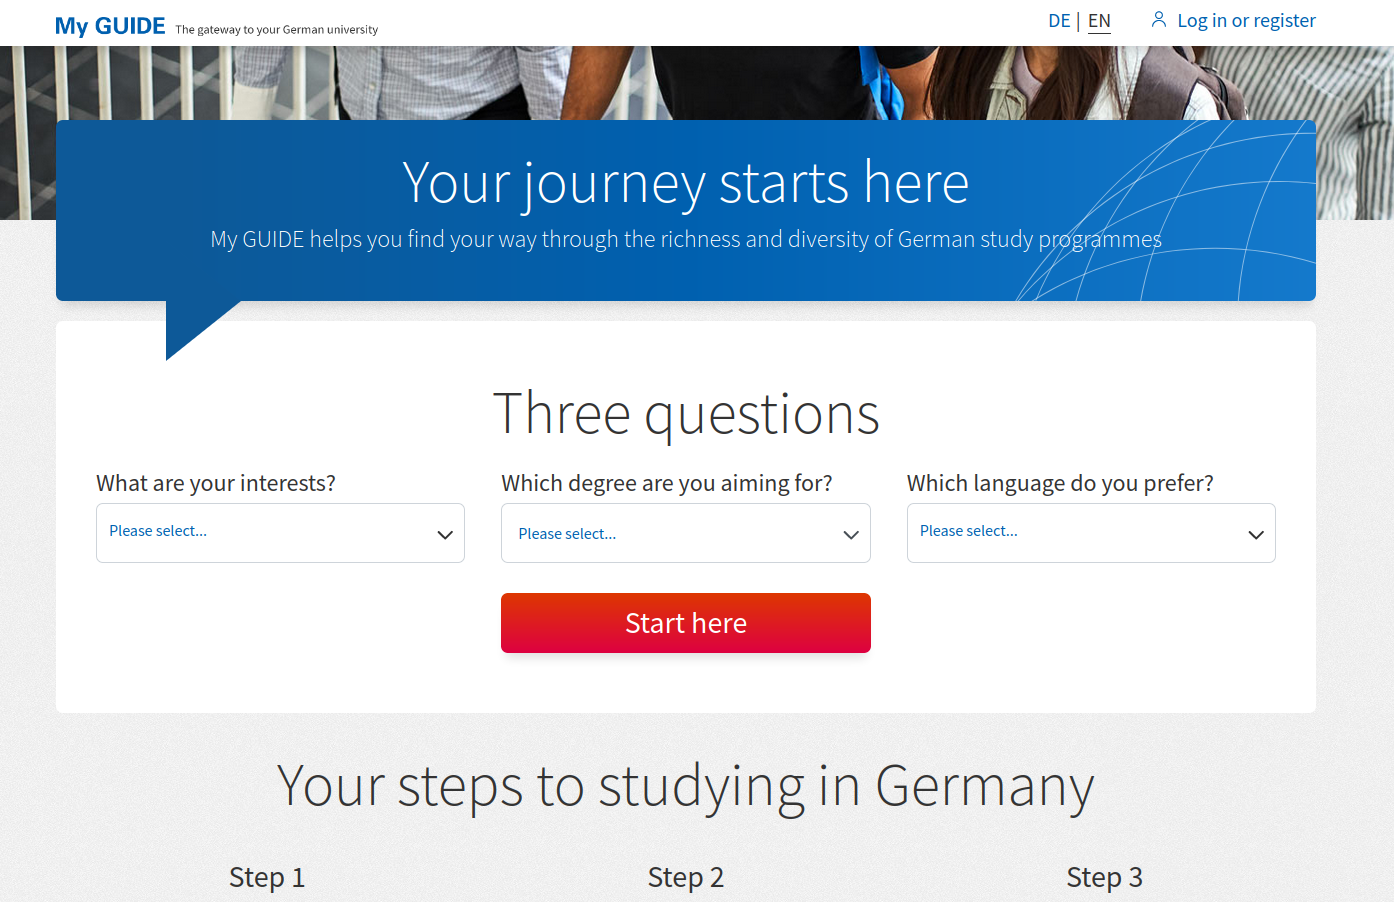 My GUIDE The gateway to your German university
DE | EN Log in or register
Your journey starts here
My GUIDE helps you find your way through the richness and diversity of German study programmes
Three questions
What are your interests?
Please select...
Which degree are you aiming for?
Please select...
Which language do you prefer?
Please select...
Start here
Your steps to studying in Germany
Step 1
Step 2
Step 3